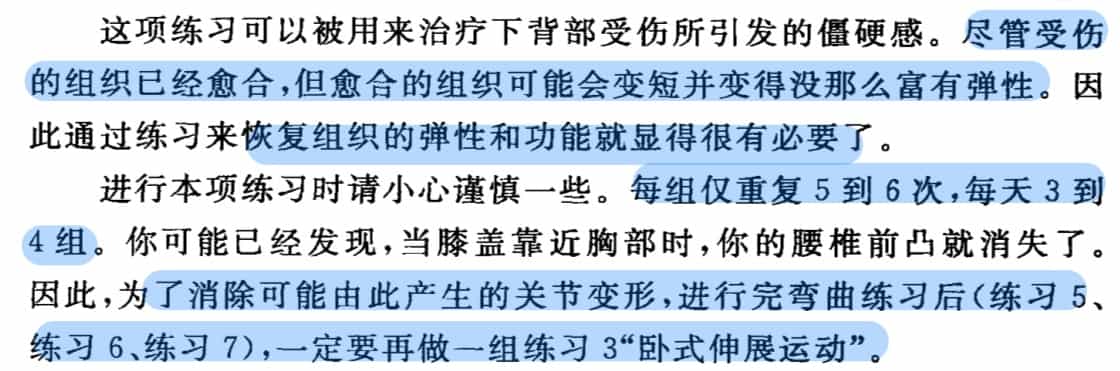 这项练习可以被用来治疗下背部受伤所引发的僵硬感。尽管受伤
的组织已经愈合,但愈合的组织可能会变短并变得没那么富有弹性。因
此通过练习来恢复组织的弹性和功能就显得很有必要了。
进行本项练习时请小心谨慎一些。每组仅重复5到6次,每天3到
4组。你可能已经发现,当膝盖靠近胸部时,你的腰椎前凸就消失了。
因此,为了消除可能由此产生的关节变形,进行完弯曲练习后(练习5、
练习6、练习7),一定要再做一组练习3“卧式伸展运动”。